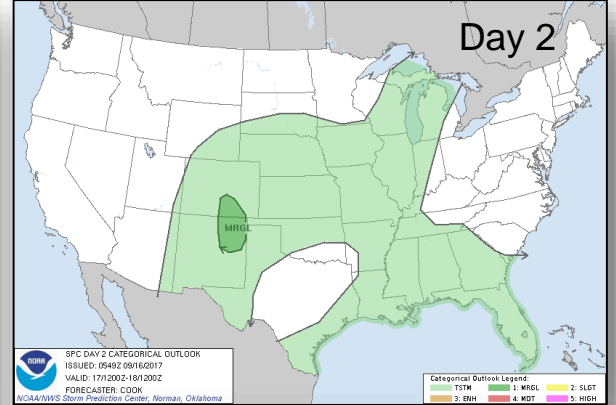 Day 2
MRGL
SPC DAY 2 CATEGORICAL OUTLOOK
ISSUED: 0549Z 09/16/2017
VALID: 17/1200Z-18/1200Z
FORECASTER: COOK
NOAA/NWS Storm Prediction Center, Norman, Oklahoma
NOAA
Categorical Outlook Legend:
TSTM 1: MRGL 2: SLGT
3: ENH 4: MDT 5: HIGH